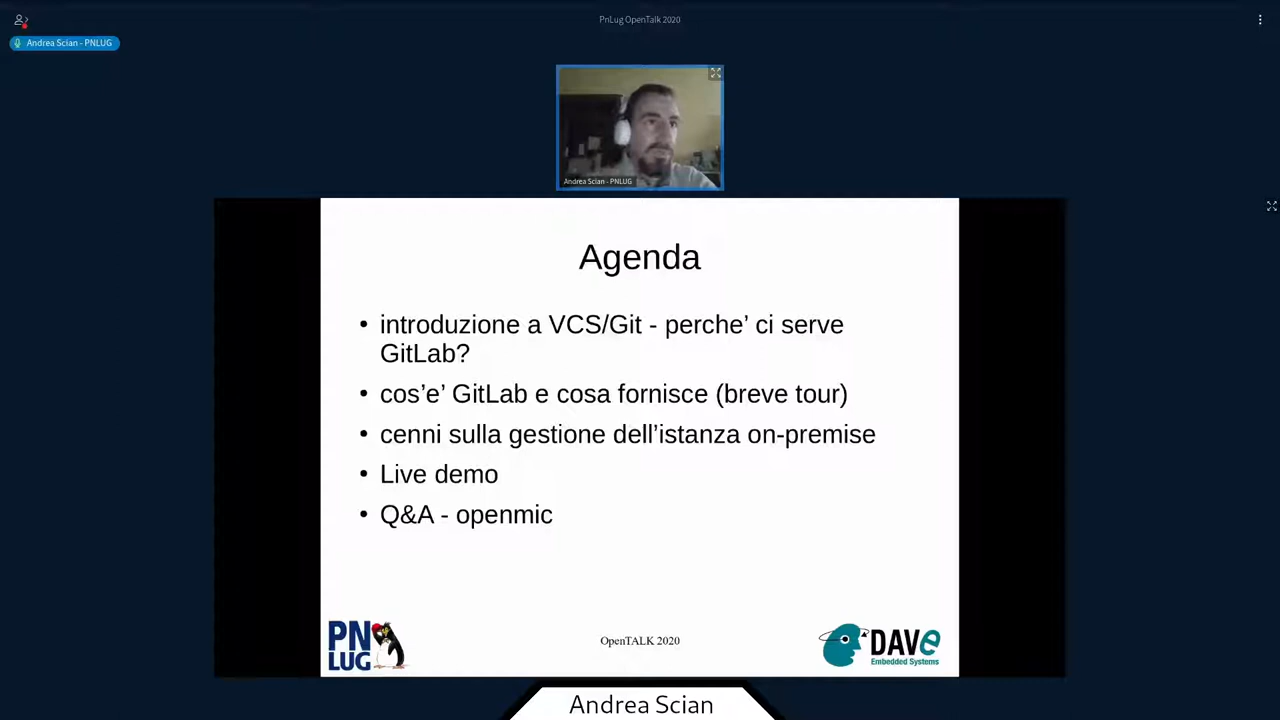 PnLug OpenTalk 2020
Andrea Scian - PNLUG
Andrea Scian - PNLUG
Agenda
• introduzione a VCS/Git - perche’ ci serve
GitLab?
• cos’e’ GitLab e cosa fornisce (breve tour)
• cenni sulla gestione dell’istanza on-premise
• Live demo
• Q&A - openmic
PN
LUG
OpenTALK 2020
DAVe
Embedded Systems
Andrea Scian